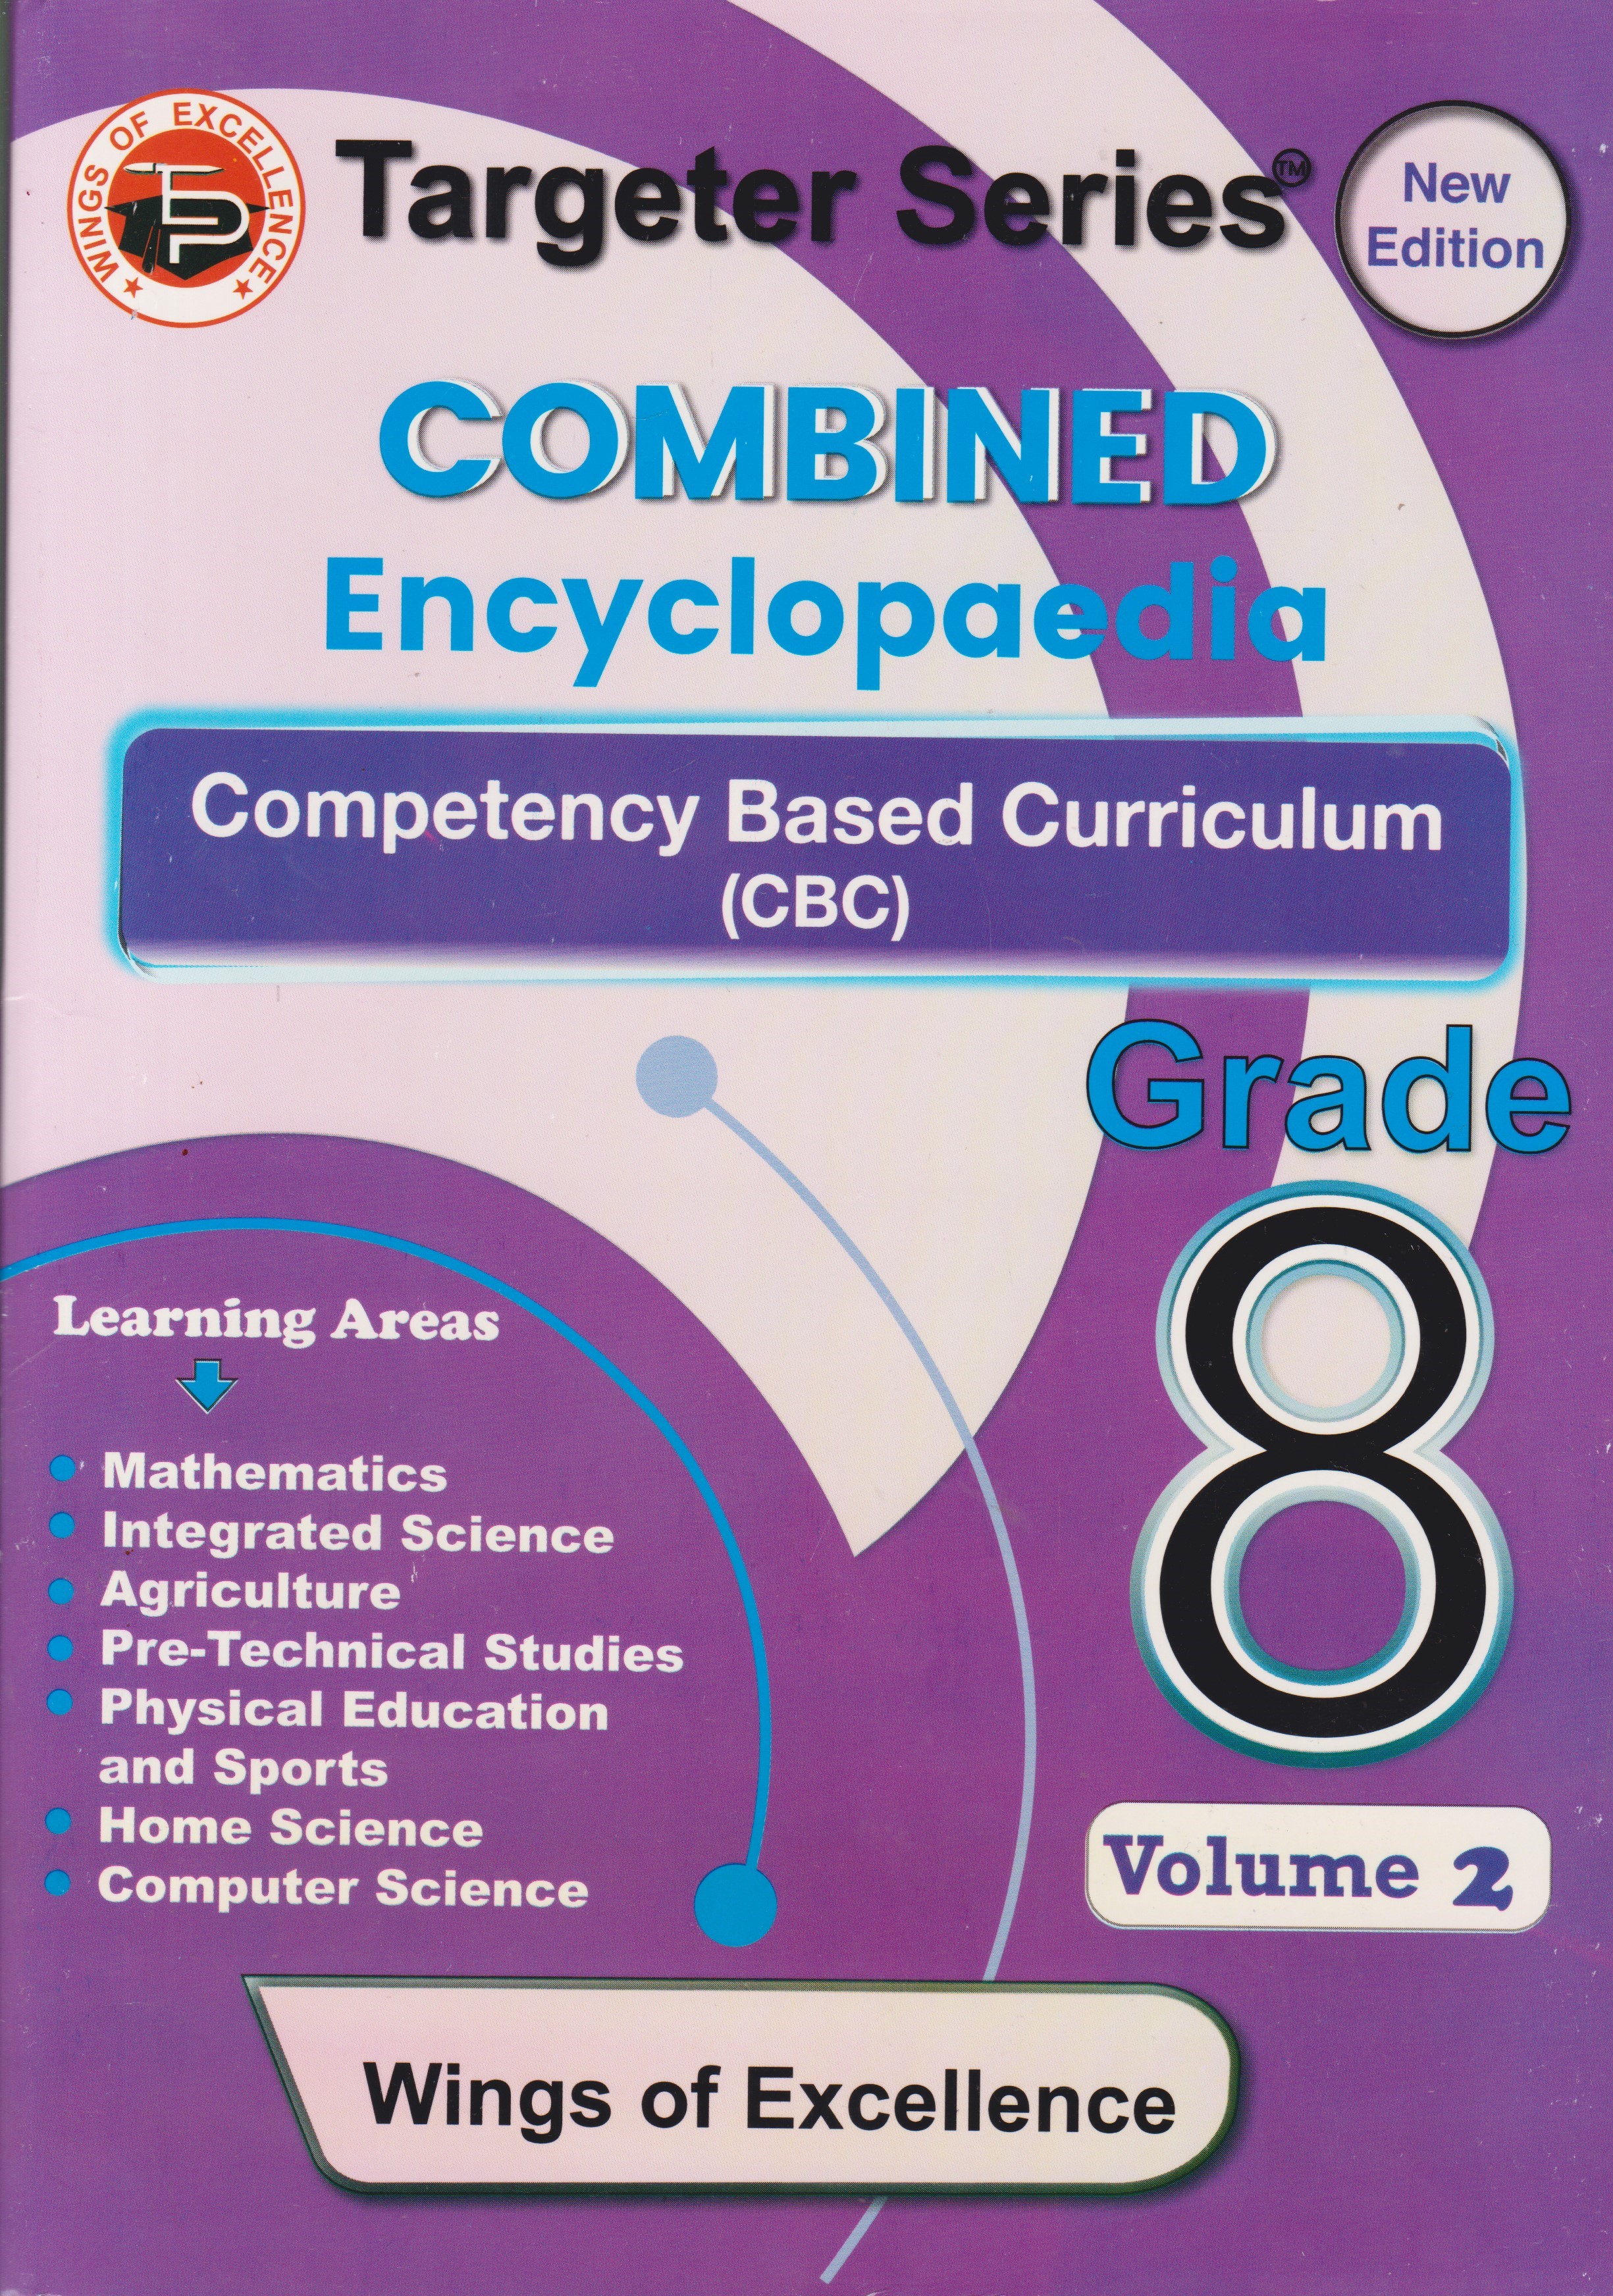 WINGS OF EXCELLENCE
TP
Targeter Series™
New
Edition
COMBINED
Encyclopaedia
Competency Based Curriculum
(CBC)
Grade
8
Learning Areas
Mathematics
Integrated Science
Agriculture
Pre-Technical Studies
Physical Education
and Sports
Home Science
Computer Science
Volume 2
Wings of Excellence